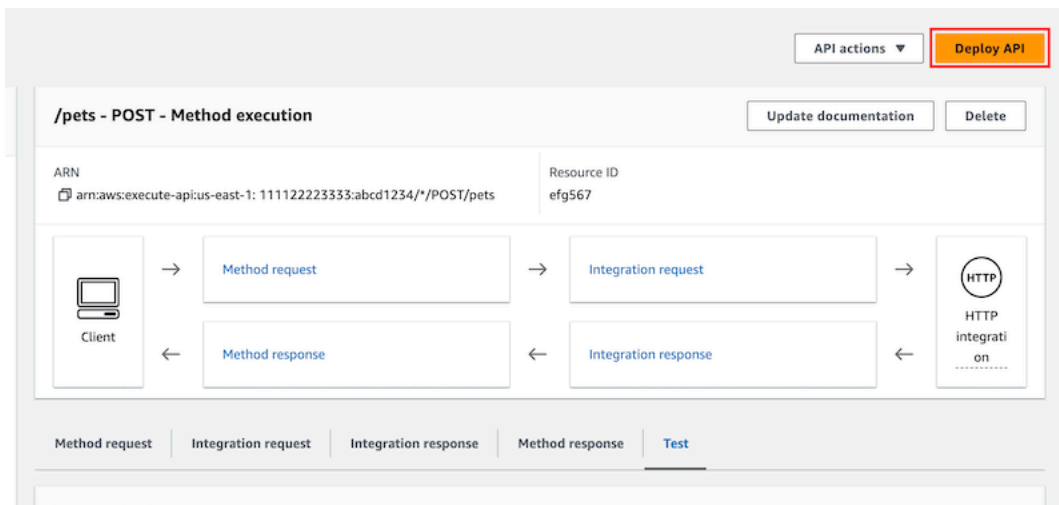 API actions ▼ Deploy API
/pets - POST - Method execution Update documentation Delete
ARN Resource ID
arn:aws:execute-api:us-east-1: 111122223333:abcd1234/*/POST/pets efg567
Method request Integration request
HTTP
HTTP
Client integrati
Method response Integration response on
Method request Integration request Integration response Method response Test